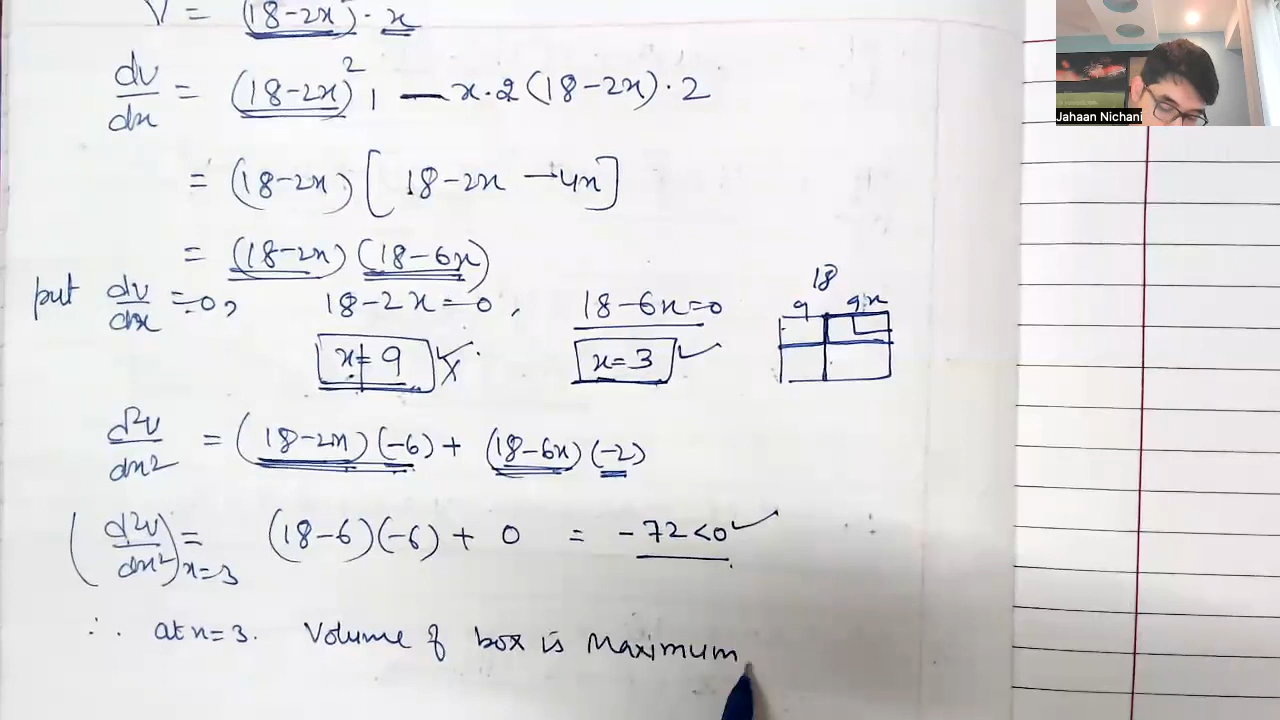 V = (18-2x)² · x
dv/dx = (18-2x)² · 1 — x · 2 (18-2x) · 2
= (18-2x) [ 18-2x - 4x ]
= (18-2x) (18-6x)
put dv/dx = 0, 18-2x = 0, 18-6x = 0
x ≠ 9 x = 3
18
9 9 x
d²v/dx² = (18-2x)(-6) + (18-6x)(-2)
(d²v/dx²)x=3 = (18-6)(-6) + 0 = -72 < 0
∴ at x=3. Volume of box is Maximum
Jahaan Nichani